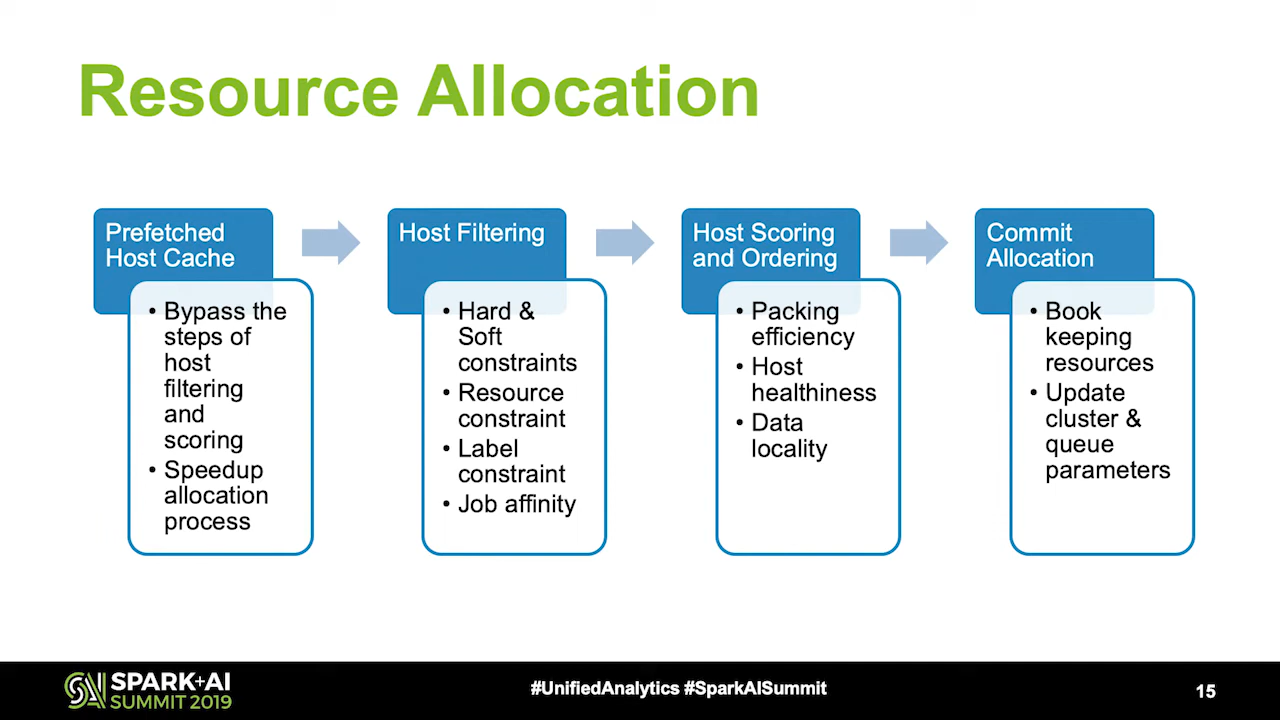 Resource Allocation
Prefetched
Host Cache
• Bypass the
steps of
host
filtering
and
scoring
• Speedup
allocation
process
Host Filtering
• Hard &
Soft
constraints
• Resource
constraint
• Label
constraint
• Job affinity
Host Scoring
and Ordering
• Packing
efficiency
• Host
healthiness
• Data
locality
Commit
Allocation
• Book
keeping
resources
• Update
cluster &
queue
parameters
SPARK+AI
SUMMIT 2019
#UnifiedAnalytics #SparkAISummit
15